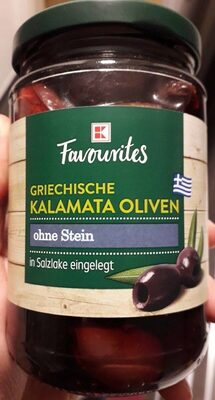 K
Favourites
GRIECHISCHE
KALAMATA OLIVEN
ohne Stein
in Salzlake eingelegt